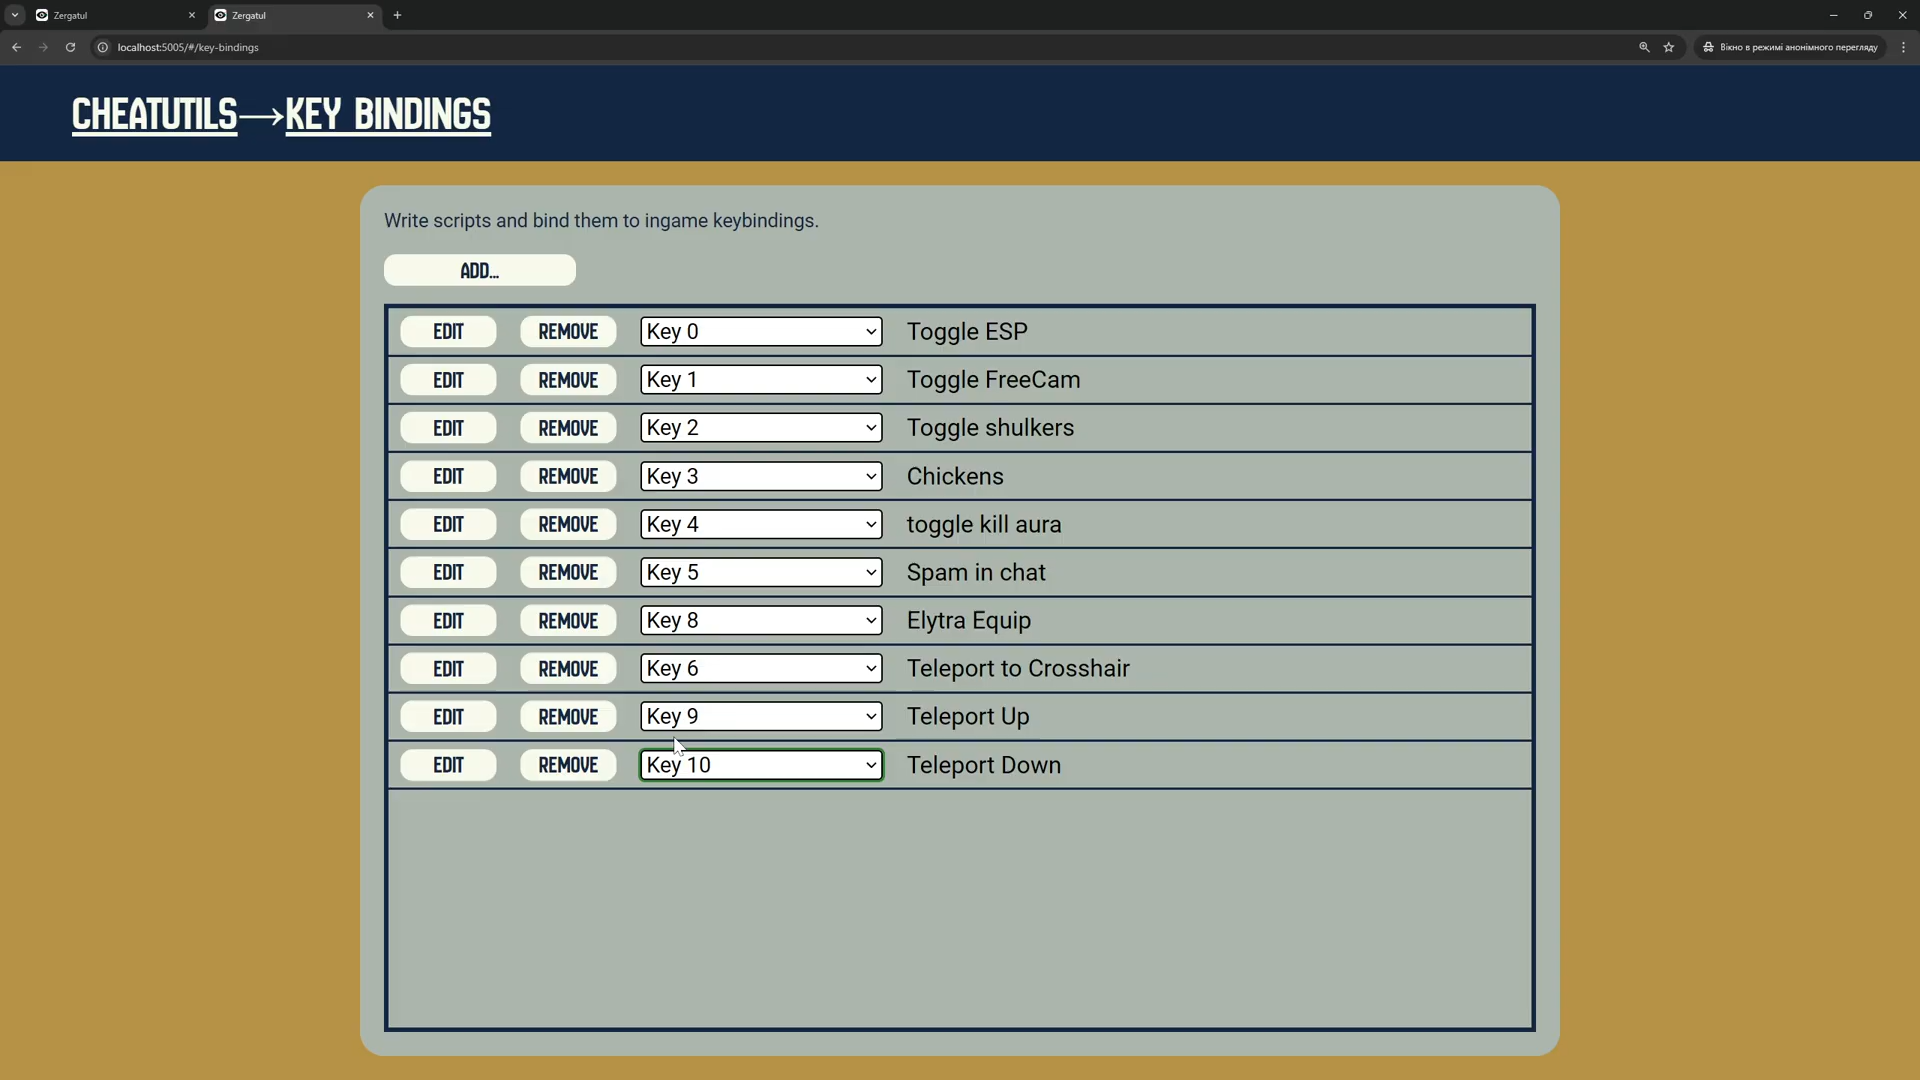 Zergatul
Zergatul
localhost:5005/#/key-bindings
Вікно в режимі анонімного перегляду
CHEATUTILS→KEY BINDINGS
Write scripts and bind them to ingame keybindings.
ADD...
EDIT REMOVE Key 0 Toggle ESP
EDIT REMOVE Key 1 Toggle FreeCam
EDIT REMOVE Key 2 Toggle shulkers
EDIT REMOVE Key 3 Chickens
EDIT REMOVE Key 4 toggle kill aura
EDIT REMOVE Key 5 Spam in chat
EDIT REMOVE Key 8 Elytra Equip
EDIT REMOVE Key 6 Teleport to Crosshair
EDIT REMOVE Key 9 Teleport Up
EDIT REMOVE Key 10 Teleport Down